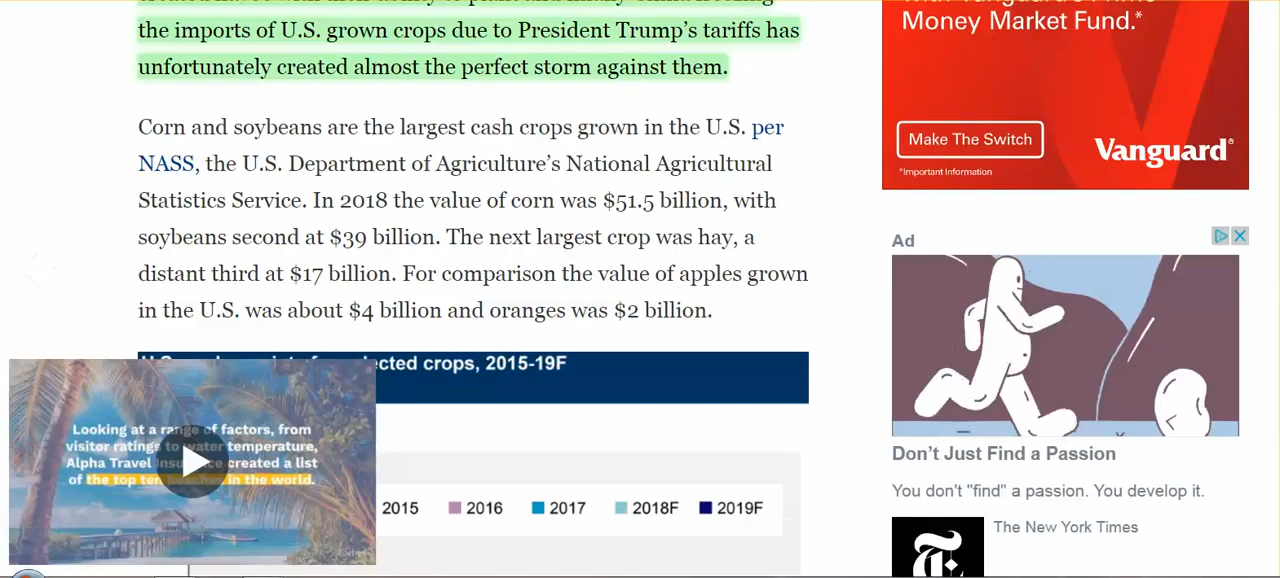 the imports of U.S. grown crops due to President Trump's tariffs has
unfortunately created almost the perfect storm against them.
Corn and soybeans are the largest cash crops grown in the U.S. per
NASS, the U.S. Department of Agriculture's National Agricultural
Statistics Service. In 2018 the value of corn was $51.5 billion, with
soybeans second at $39 billion. The next largest crop was hay, a
distant third at $17 billion. For comparison the value of apples grown
in the U.S. was about $4 billion and oranges was $2 billion.
crops, 2015-19F
2015 2016 2017 2018F 2019F
Looking at a range of factors, from
visitor ratings to water temperature,
Alpha Travel Insurance created a list
of the top ten beaches in the world.
Money Market Fund.*
Make The Switch
Vanguard®
*Important Information
Ad
Don't Just Find a Passion
You don't "find" a passion. You develop it.
The New York Times